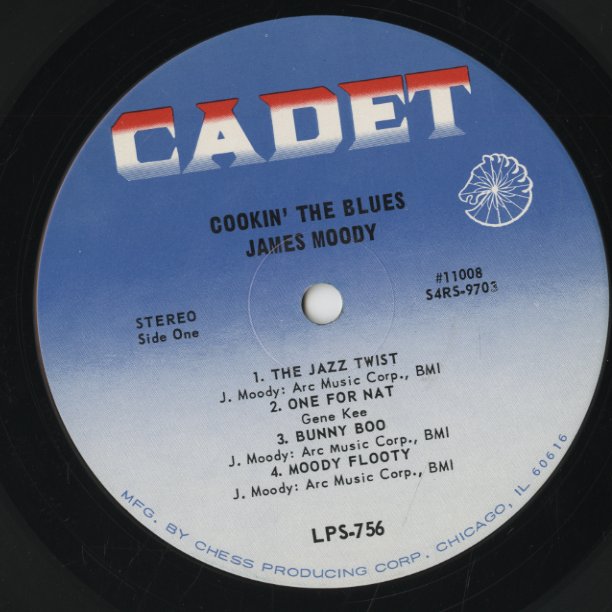 CADET
COOKIN' THE BLUES
JAMES MOODY
#11008
S4RS-9703
STEREO
Side One
1. THE JAZZ TWIST
J. Moody: Arc Music Corp., BMI
2. ONE FOR NAT
Gene Kee
3. BUNNY BOO
J. Moody: Arc Music Corp., BMI
4. MOODY FLOOTY
J. Moody: Arc Music Corp., BMI
LPS-756
MFG. BY CHESS PRODUCING CORP. CHICAGO, IL 60616